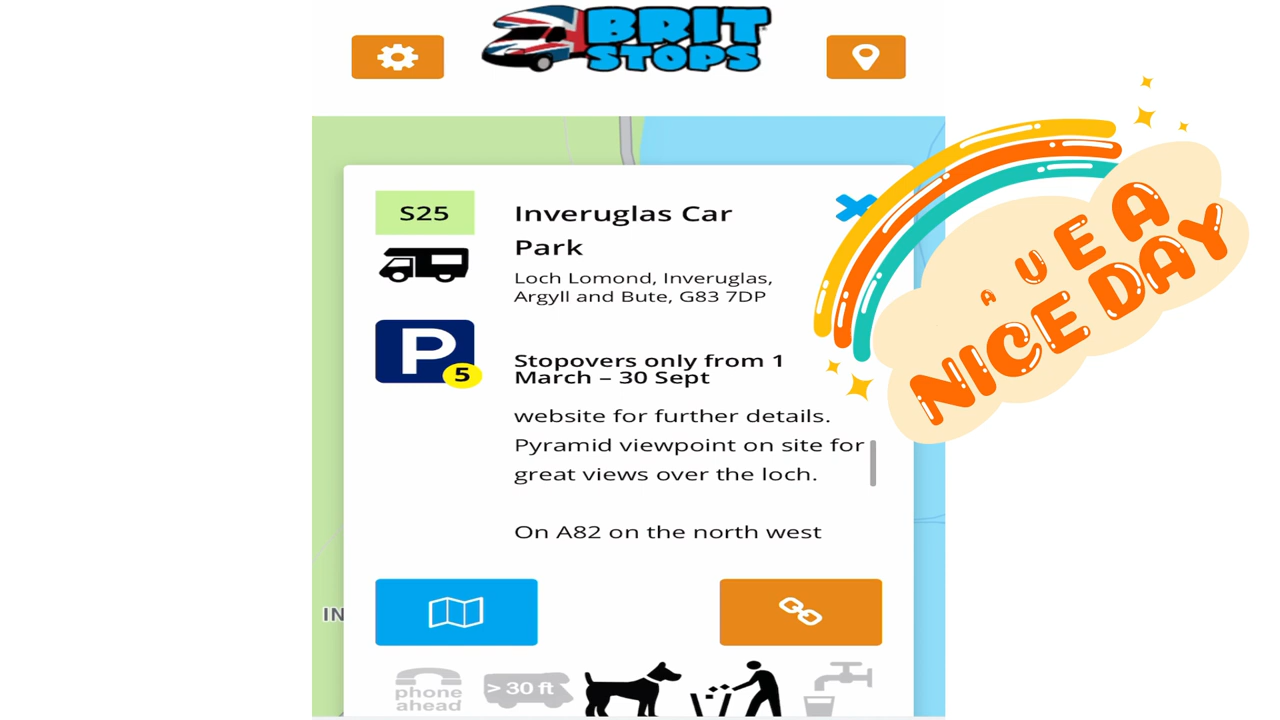 BRIT
STOPS
S25
Inveruglas Car
Park
Loch Lomond, Inveruglas,
Argyll and Bute, G83 7DP
P
5
Stopovers only from 1
March – 30 Sept
website for further details.
Pyramid viewpoint on site for
great views over the loch.
On A82 on the north west
IN
phone
ahead
> 30 ft
A U E A
NICE DAY